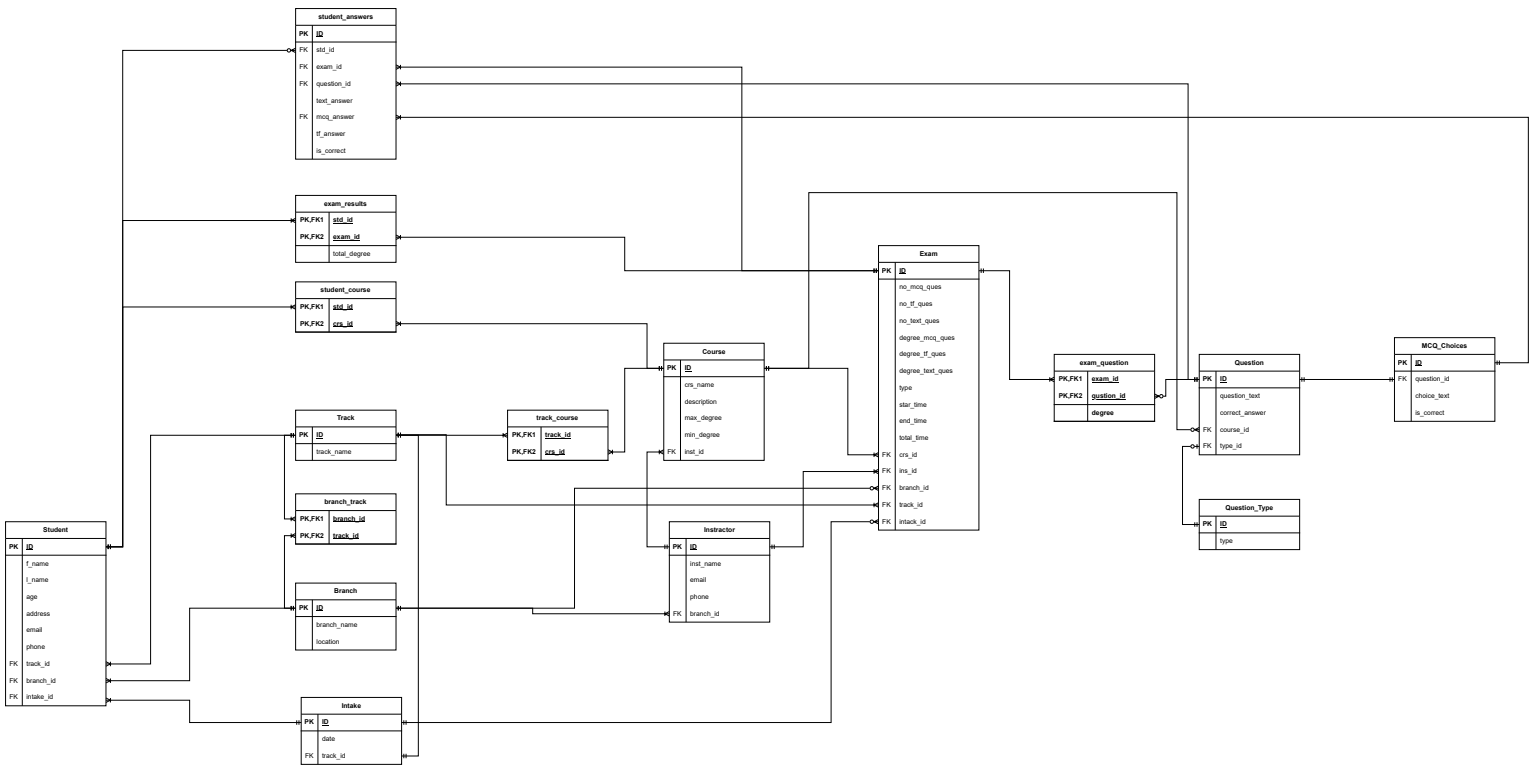 student_answers
PK ID
FK std_id
FK exam_id
FK question_id
text_answer
FK mcq_answer
tf_answer
is_correct
exam_results
PK,FK1 std_id
PK,FK2 exam_id
total_degree
student_course
PK,FK1 std_id
PK,FK2 crs_id
Track
PK ID
track_name
branch_track
PK,FK1 branch_id
PK,FK2 track_id
Branch
PK ID
branch_name
location
Intake
PK ID
date
FK track_id
Student
PK ID
f_name
l_name
age
address
email
phone
FK track_id
FK branch_id
FK intake_id
track_course
PK,FK1 track_id
PK,FK2 crs_id
Course
PK ID
crs_name
description
max_degree
min_degree
FK inst_id
Instructor
PK ID
inst_name
email
phone
FK branch_id
Exam
PK ID
no_mcq_ques
no_tf_ques
no_text_ques
degree_mcq_ques
degree_tf_ques
degree_text_ques
type
star_time
end_time
total_time
FK crs_id
FK ins_id
FK branch_id
FK track_id
FK intack_id
exam_question
PK,FK1 exam_id
PK,FK2 qustion_id
degree
Question
PK ID
question_text
correct_answer
FK course_id
FK type_id
Question_Type
PK ID
type
MCQ_Choices
PK ID
FK question_id
choice_text
is_correct